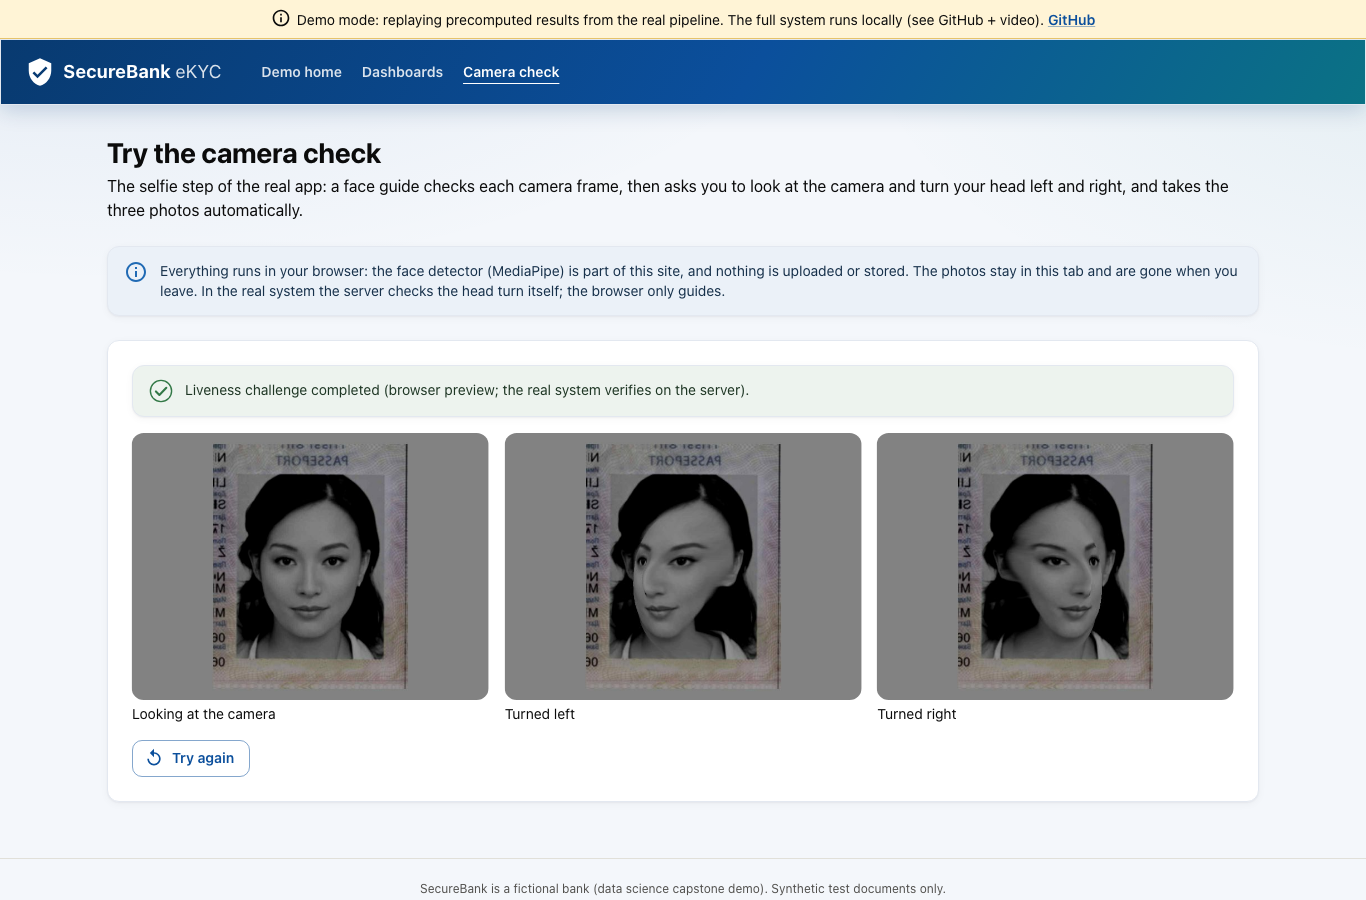 Demo mode: replaying precomputed results from the real pipeline. The full system runs locally (see GitHub + video). GitHub
SecureBank eKYC
Demo home
Dashboards
Camera check
Try the camera check
The selfie step of the real app: a face guide checks each camera frame, then asks you to look at the camera and turn your head left and right, and takes the
three photos automatically.
Everything runs in your browser: the face detector (MediaPipe) is part of this site, and nothing is uploaded or stored. The photos stay in this tab and are gone when you
leave. In the real system the server checks the head turn itself; the browser only guides.
Liveness challenge completed (browser preview; the real system verifies on the server).
PASSEPORT
PASSEPORT
PASSEPORT
Looking at the camera
Turned left
Turned right
Try again
SecureBank is a fictional bank (data science capstone demo). Synthetic test documents only.